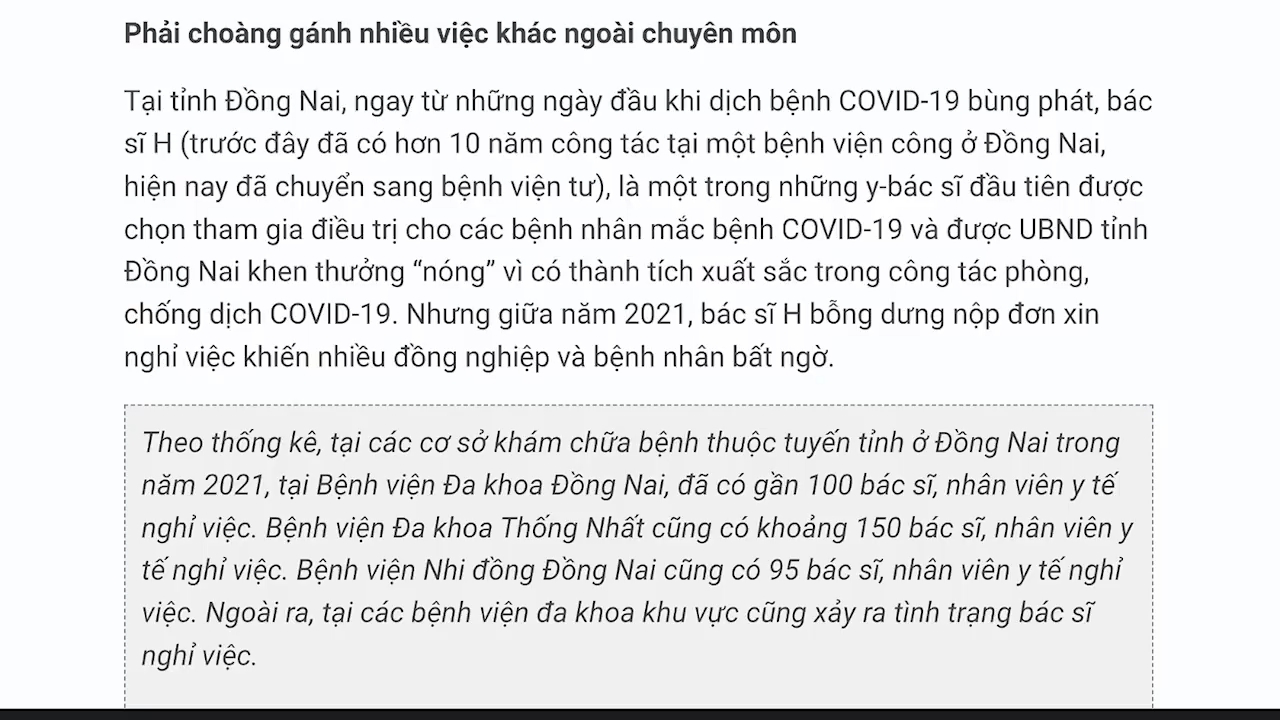 Phải choàng gánh nhiều việc khác ngoài chuyên môn
Tại tỉnh Đồng Nai, ngay từ những ngày đầu khi dịch bệnh COVID-19 bùng phát, bác
sĩ H (trước đây đã có hơn 10 năm công tác tại một bệnh viện công ở Đồng Nai,
hiện nay đã chuyển sang bệnh viện tư), là một trong những y-bác sĩ đầu tiên được
chọn tham gia điều trị cho các bệnh nhân mắc bệnh COVID-19 và được UBND tỉnh
Đồng Nai khen thưởng “nóng” vì có thành tích xuất sắc trong công tác phòng,
chống dịch COVID-19. Nhưng giữa năm 2021, bác sĩ H bỗng dưng nộp đơn xin
nghỉ việc khiến nhiều đồng nghiệp và bệnh nhân bất ngờ.
Theo thống kê, tại các cơ sở khám chữa bệnh thuộc tuyến tỉnh ở Đồng Nai trong
năm 2021, tại Bệnh viện Đa khoa Đồng Nai, đã có gần 100 bác sĩ, nhân viên y tế
nghỉ việc. Bệnh viện Đa khoa Thống Nhất cũng có khoảng 150 bác sĩ, nhân viên y
tế nghỉ việc. Bệnh viện Nhi đồng Đồng Nai cũng có 95 bác sĩ, nhân viên y tế nghỉ
việc. Ngoài ra, tại các bệnh viện đa khoa khu vực cũng xảy ra tình trạng bác sĩ
nghỉ việc.